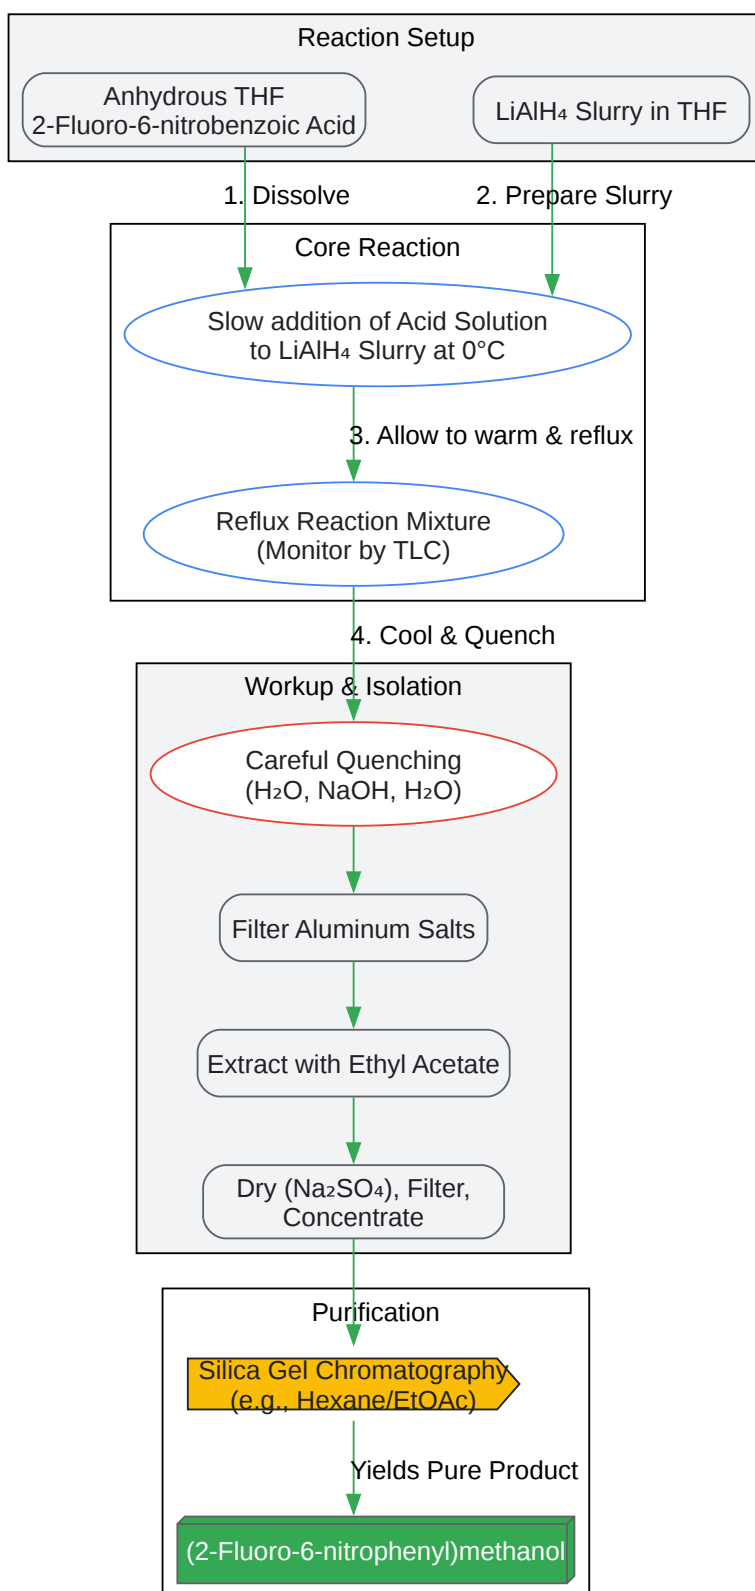 Reaction Setup
Anhydrous THF
2-Fluoro-6-nitrobenzoic Acid
LiAlH₄ Slurry in THF
1. Dissolve
2. Prepare Slurry
Core Reaction
Slow addition of Acid Solution
to LiAlH₄ Slurry at 0°C
3. Allow to warm & reflux
Reflux Reaction Mixture
(Monitor by TLC)
4. Cool & Quench
Workup & Isolation
Careful Quenching
(H₂O, NaOH, H₂O)
Filter Aluminum Salts
Extract with Ethyl Acetate
Dry (Na₂SO₄), Filter,
Concentrate
Purification
Silica Gel Chromatography
(e.g., Hexane/EtOAc)
Yields Pure Product
(2-Fluoro-6-nitrophenyl)methanol